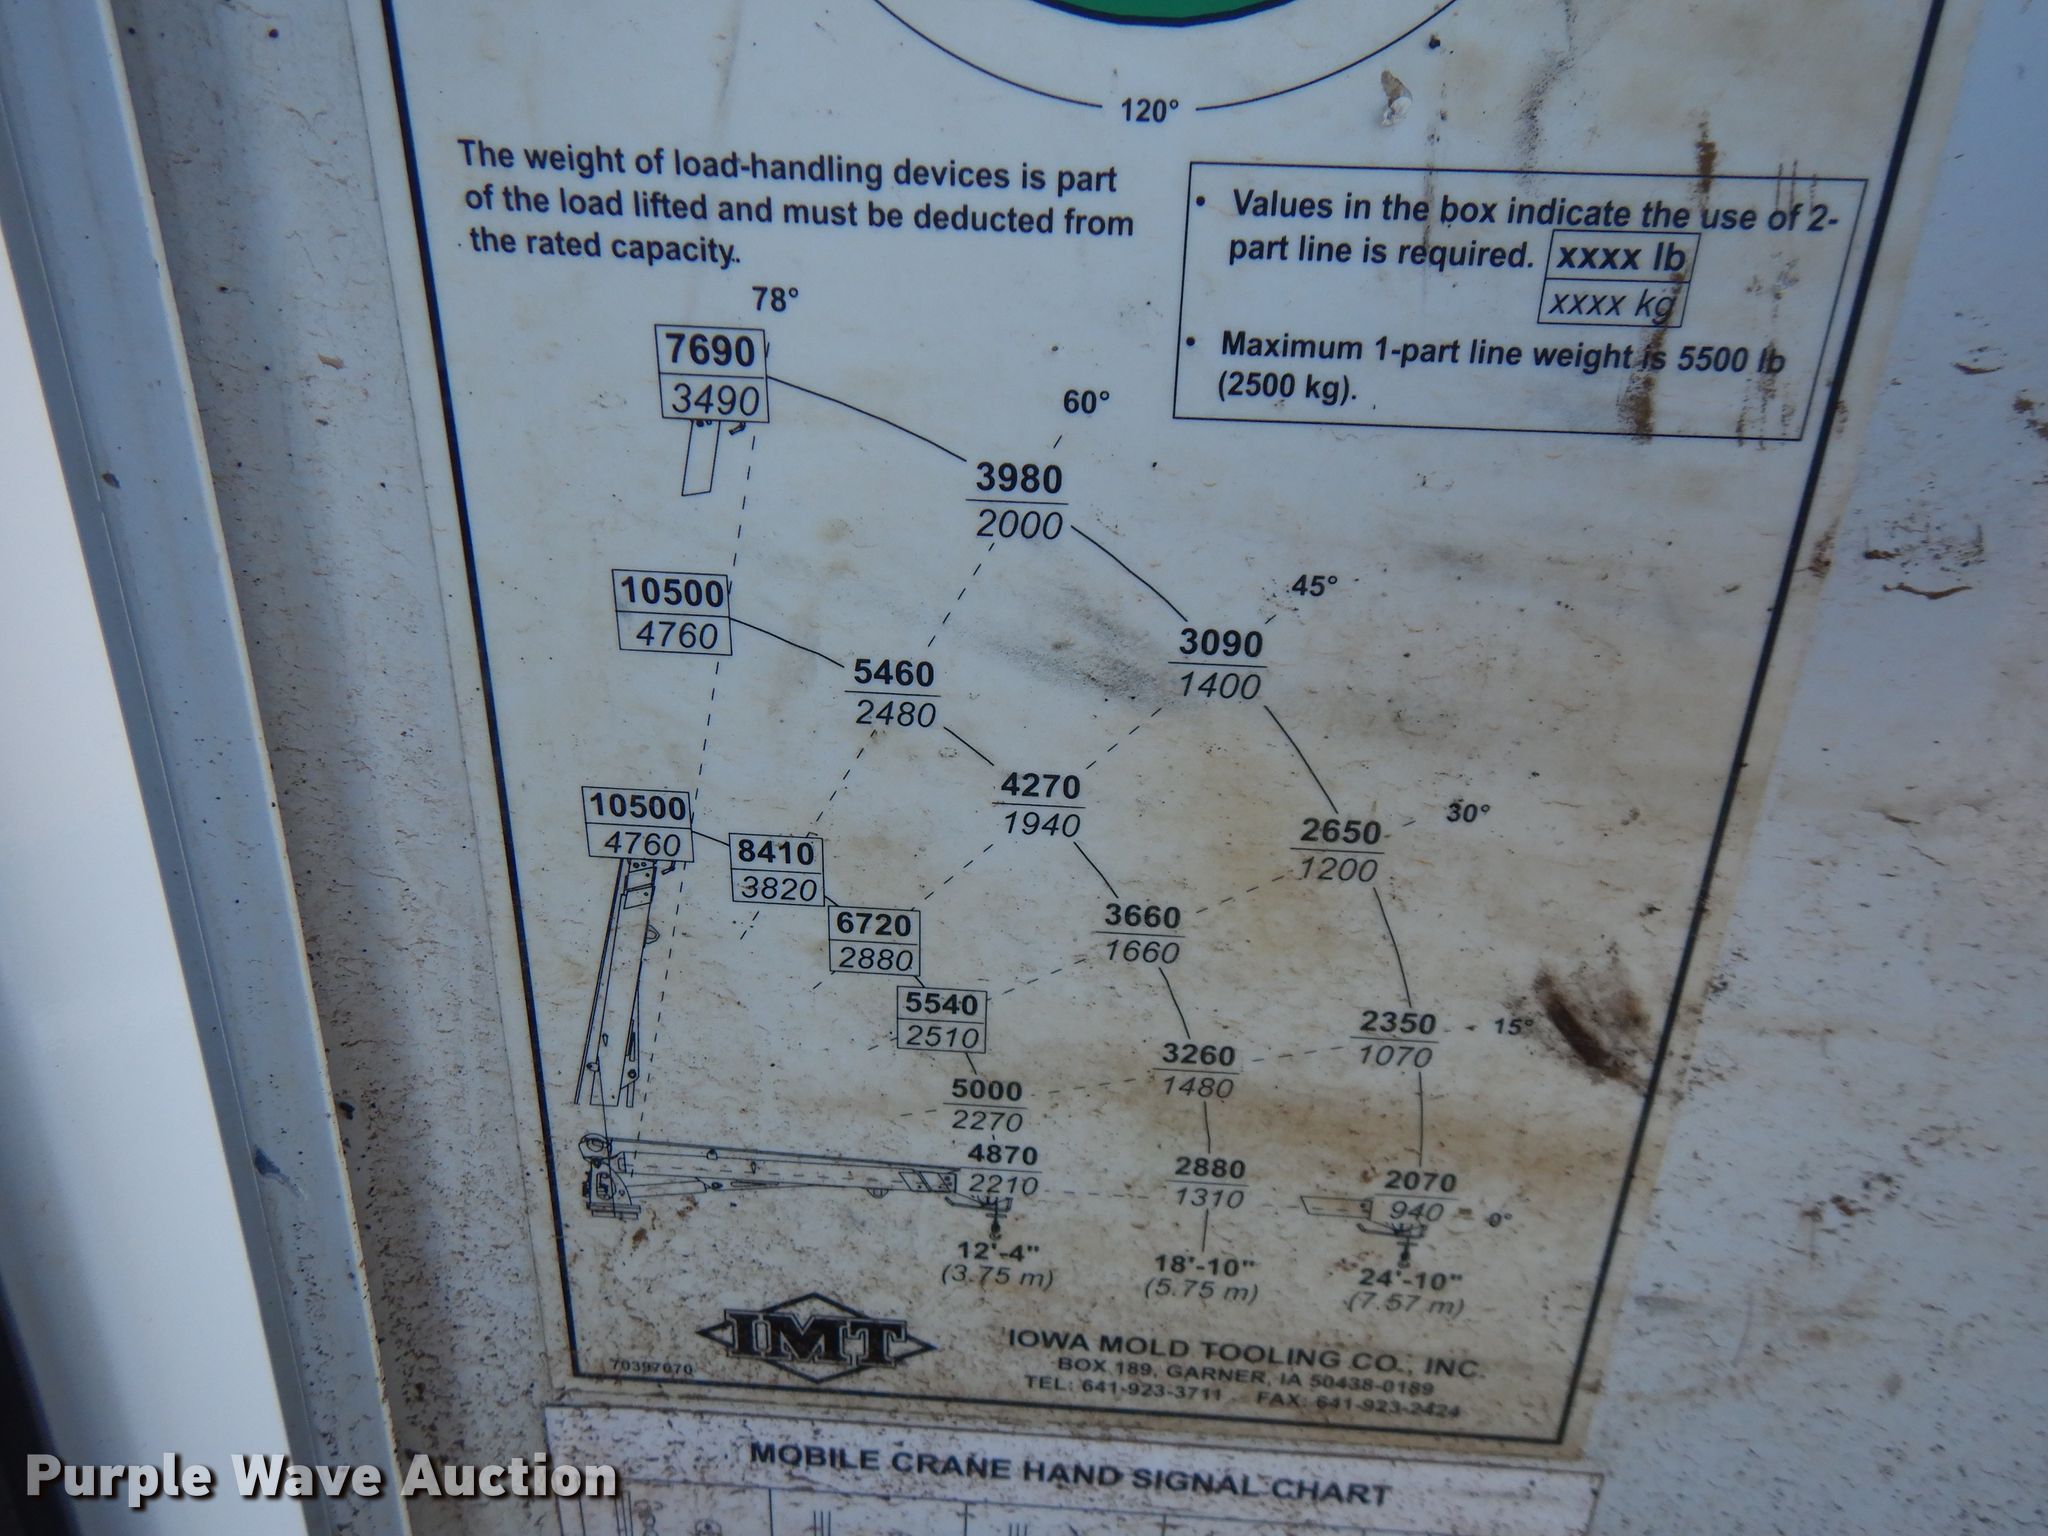 120°
The weight of load-handling devices is part
of the load lifted and must be deducted from
the rated capacity.
• Values in the box indicate the use of 2-
part line is required. xxxx lb
xxxx kg
• Maximum 1-part line weight is 5500 lb
(2500 kg).
78°
7690
3490
60°
3980
2000
45°
10500
4760
3090
1400
5460
2480
4270
1940
30°
2650
1200
10500
4760
8410
3820
6720
2880
3660
1660
5540
2510
15°
2350
1070
3260
1480
5000
2270
4870
2210
2880
1310
2070
940
0°
12'-4"
(3.75 m)
18'-10"
(5.75 m)
24'-10"
(7.57 m)
IMT
70397070
IOWA MOLD TOOLING CO., INC.
BOX 189, GARNER, IA 50438-0189
TEL: 641-923-3711 FAX: 641-923-2424
MOBILE CRANE HAND SIGNAL CHART
Purple Wave Auction